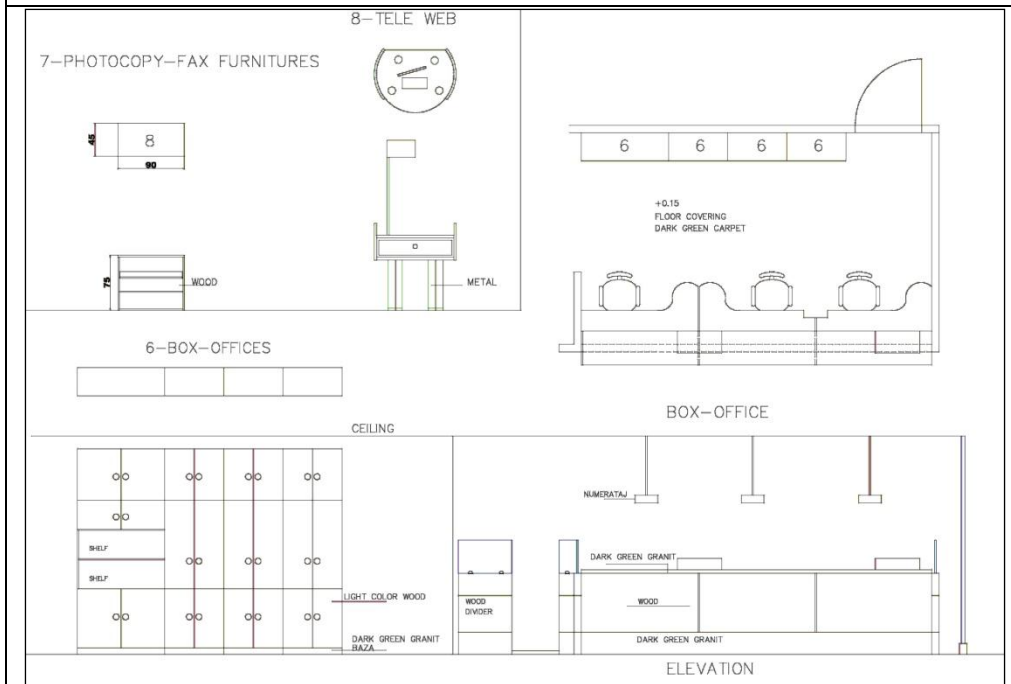 8-TELE WEB
7-PHOTOCOPY-FAX FURNITURES
45
8
90
75
WOOD
METAL
6 6 6 6
+0.15
FLOOR COVERING
DARK GREEN CARPET
6-BOX-OFFICES
BOX-OFFICE
CEILING
NUMERATAJ
SHELF
SHELF
LIGHT COLOR WOOD
DARK GREEN GRANIT
BAZA
DARK GREEN GRANIT
WOOD
DIVIDER
WOOD
DARK GREEN GRANIT
ELEVATION